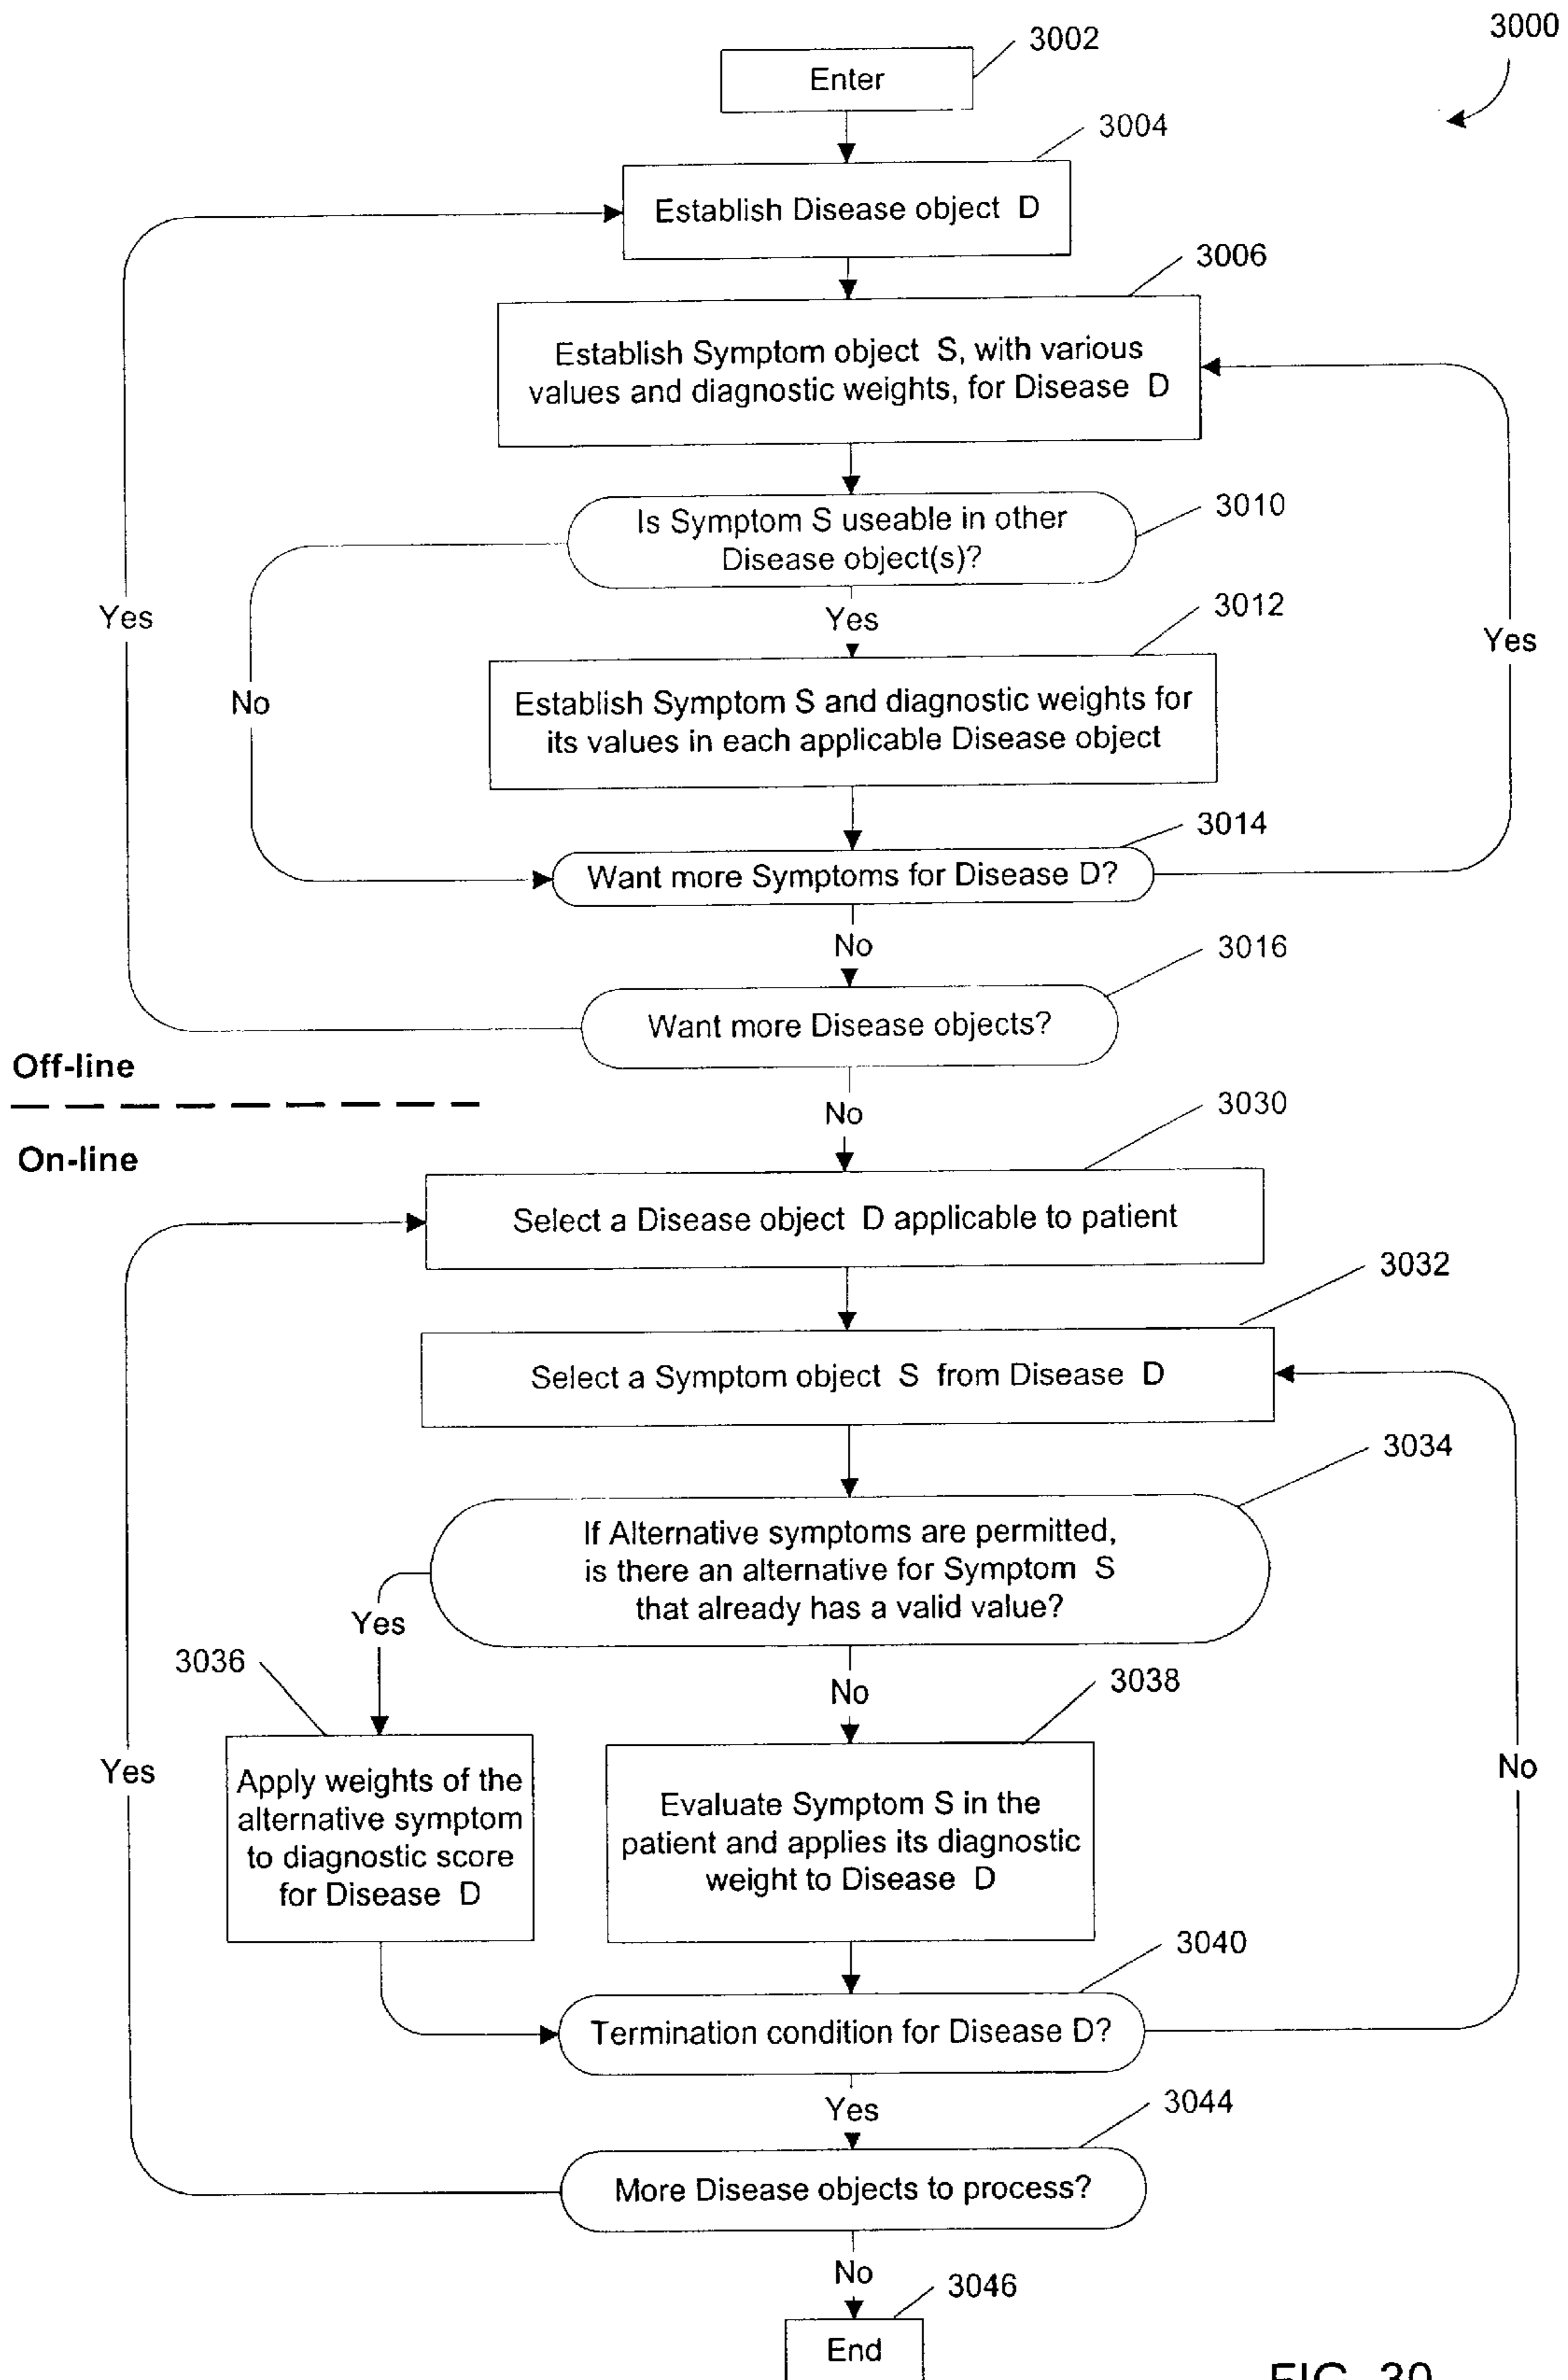 3000
3002
Enter
3004
Establish Disease object D
3006
Establish Symptom object S, with various
values and diagnostic weights, for Disease D
3010
Is Symptom S useable in other
Disease object(s)?
Yes
3012
Yes
Yes
No
Establish Symptom S and diagnostic weights for
its values in each applicable Disease object
3014
Want more Symptoms for Disease D?
No
3016
Want more Disease objects?
Off-line
No
3030
On-line
Select a Disease object D applicable to patient
3032
Select a Symptom object S from Disease D
3034
If Alternative symptoms are permitted,
is there an alternative for Symptom S
that already has a valid value?
Yes
3036
No
3038
Yes
No
Apply weights of the
alternative symptom
to diagnostic score
for Disease D
Evaluate Symptom S in the
patient and applies its diagnostic
weight to Disease D
3040
Termination condition for Disease D?
Yes
3044
More Disease objects to process?
No
3046
End
FIG. 30